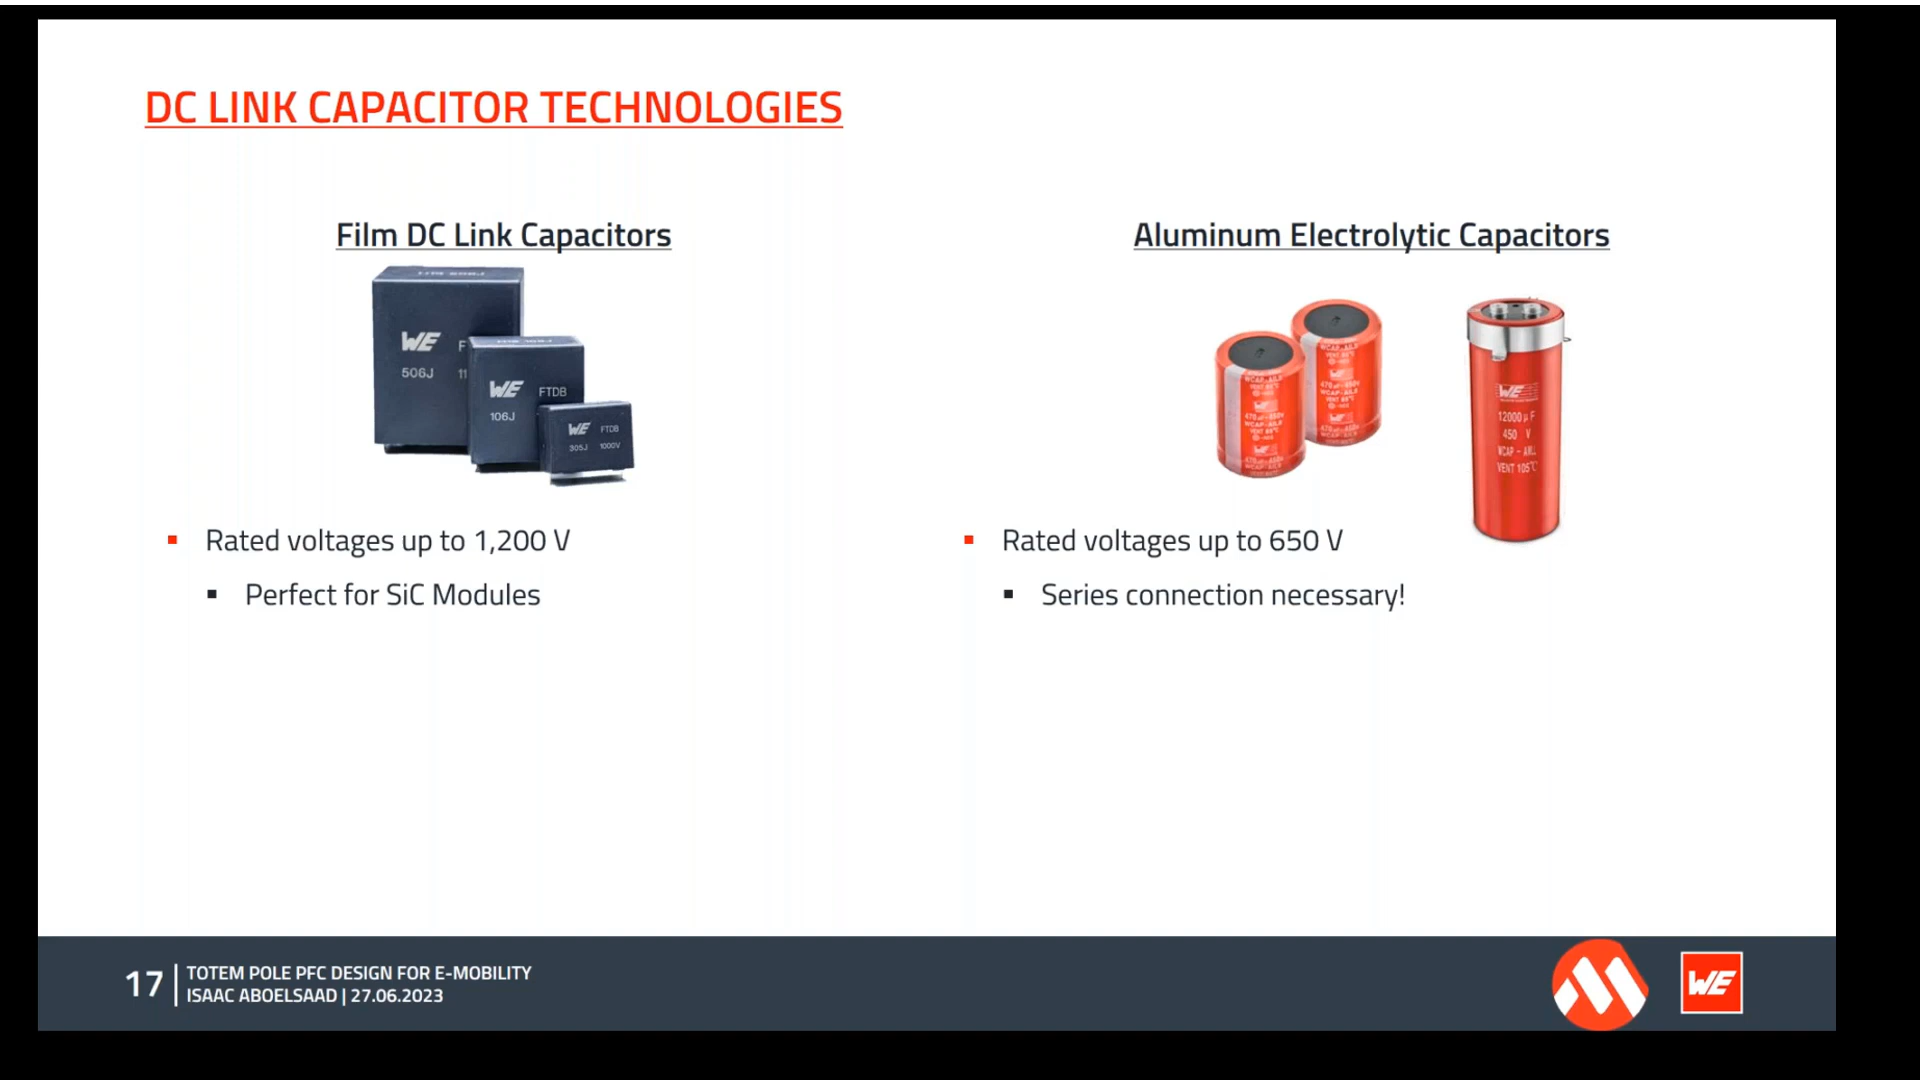 DC LINK CAPACITOR TECHNOLOGIES
Film DC Link Capacitors
WE
506J
WE FTDB
106J
WE FTDB
305J 1000V
Rated voltages up to 1,200 V
Perfect for SiC Modules
Aluminum Electrolytic Capacitors
WE
12000 µF
450 V
WCAP - AILL
VENT 105°C
Rated voltages up to 650 V
Series connection necessary!
17
TOTEM POLE PFC DESIGN FOR E-MOBILITY
ISAAC ABOELSAAD | 27.06.2023
WE